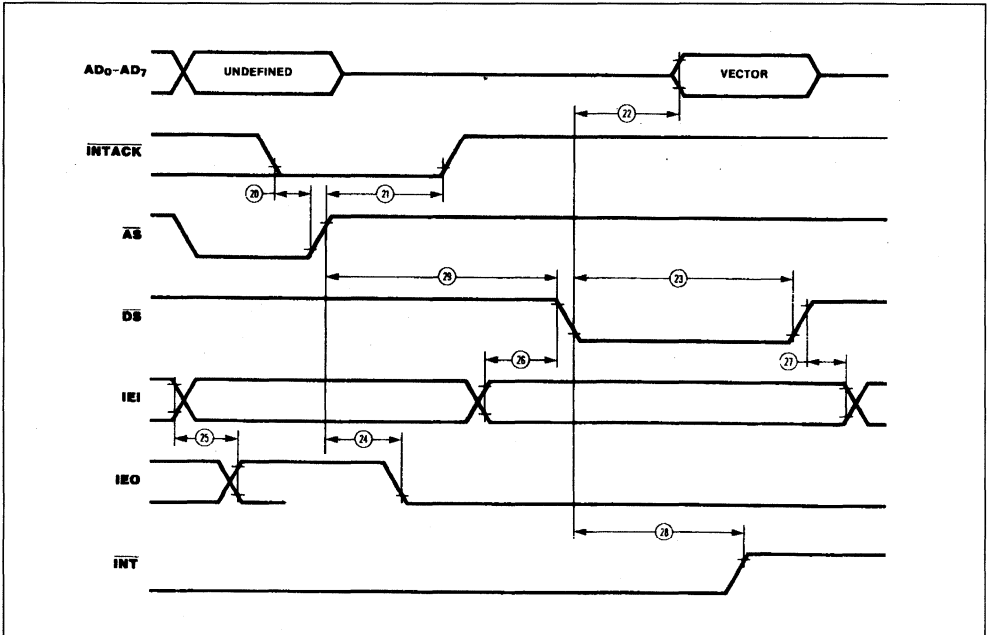 AD₀-AD₇ UNDEFINED VECTOR
22
INTACK
20 21
AS
29 23
DS
26 27
IEI
25 24
IEO
28
INT